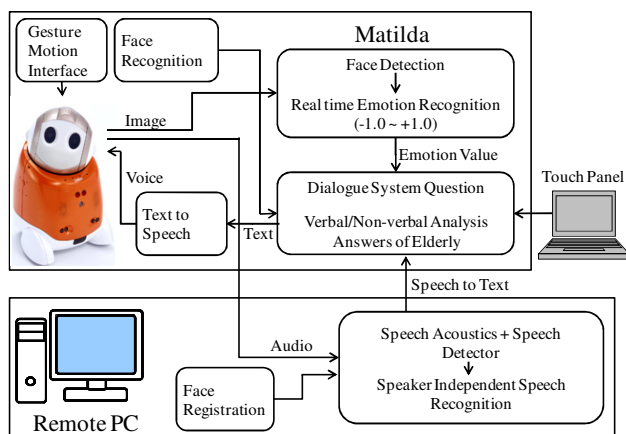 Gesture
Motion
Interface
Face
Recognition
Matilda
Face Detection
Real time Emotion Recognition
(-1.0 ~ +1.0)
Image
Emotion Value
Voice
Text to
Speech
Text
Dialogue System Question
Verbal/Non-verbal Analysis
Answers of Elderly
Touch Panel
Speech to Text
Audio
Speech Acoustics + Speech
Detector
Speaker Independent Speech
Recognition
Face
Registration
Remote PC